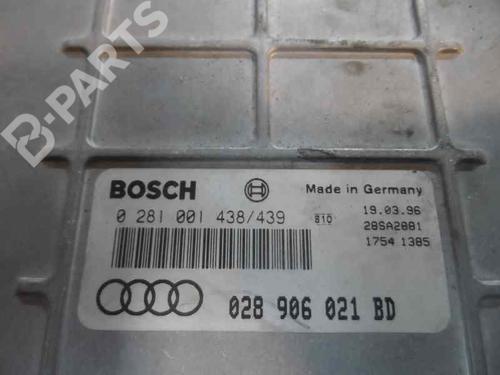 B-PARTS
BOSCH Made in Germany
0 281 001 438/439 810 19.03.96
28SA2881
1754 1385
028 906 021 BD